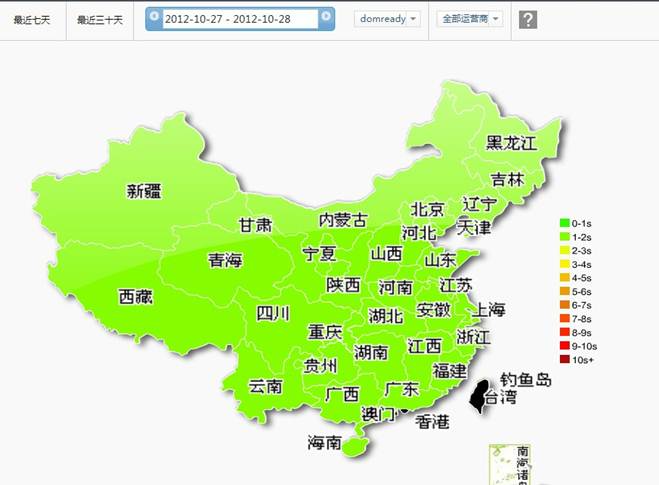 最近七天 最近三十天 2012-10-27 - 2012-10-28 domready 全部运营商 ?
黑龙江
吉林
新疆
辽宁
北京
内蒙古
甘肃
天津
河北
宁夏
山西
山东
青海
陕西
河南
江苏
西藏
四川
湖北
安徽
上海
重庆
浙江
湖南
江西
贵州
福建
云南
广西
广东
钓鱼岛
台湾
澳门
香港
海南
南海诸岛
0-1s
1-2s
2-3s
3-4s
4-5s
5-6s
6-7s
7-8s
8-9s
9-10s
10s+